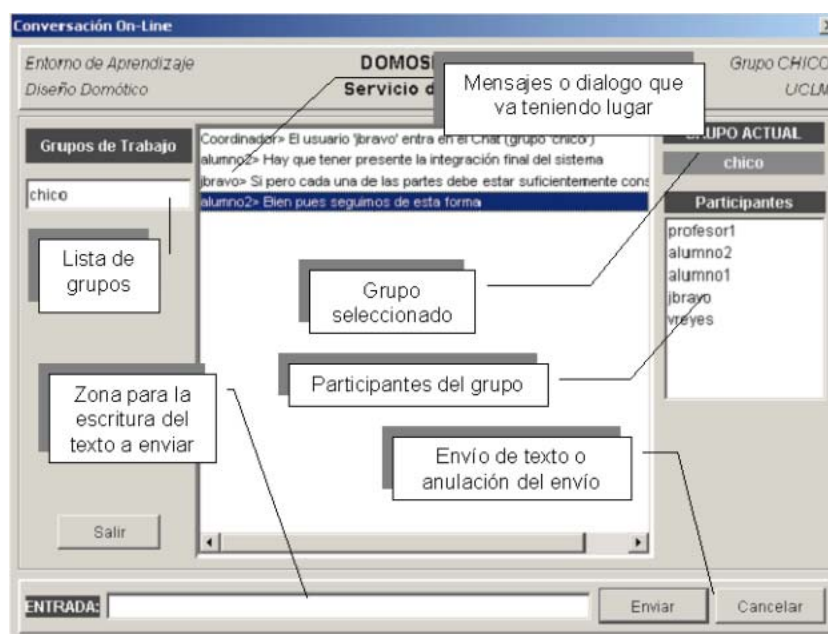 Conversación On-Line
Entorno de Aprendizaje
Diseño Domótico
DOMOS
Servicio d
Grupo CHICO
UCLM
Mensajes o dialogo que
va teniendo lugar
Grupos de Trabajo
chico
Lista de
grupos
Coordinador> El usuario 'jbravo' entra en el Chat (grupo 'chico')
alumno2> Hay que tener presente la integración final del sistema
jbravo> Si pero cada una de las partes debe estar suficientemente cons
alumno2> Bien pues seguimos de esta forma
GRUPO ACTUAL
chico
Participantes
profesor1
alumno2
alumno1
jbravo
vreyes
Grupo
seleccionado
Participantes del grupo
Zona para la
escritura del
texto a enviar
Envío de texto o
anulación del envío
Salir
ENTRADA:
Enviar
Cancelar